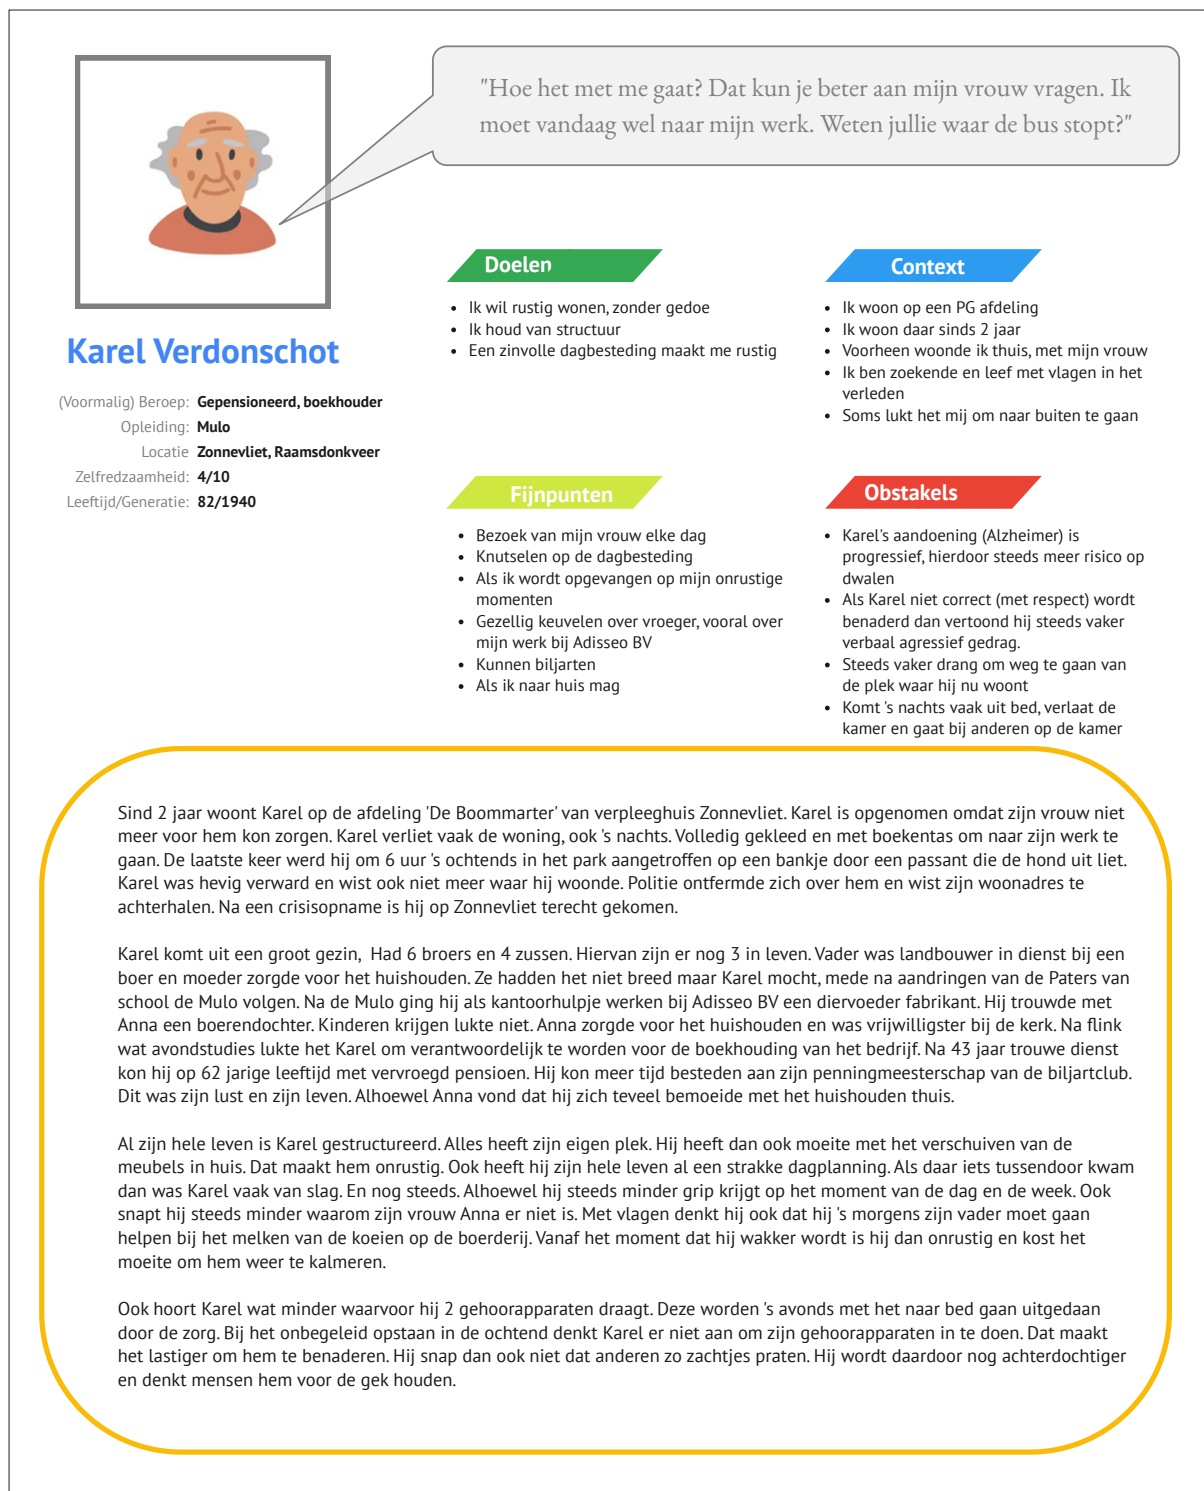 "Hoe het met me gaat? Dat kun je beter aan mijn vrouw vragen. Ik
moet vandaag wel naar mijn werk. Weten jullie waar de bus stopt?"
Karel Verdonschot
(Voormalig) Beroep: Gepensioneerd, boekhouder
Opleiding: Mulo
Locatie Zonnevliet, Raamsdonkveer
Zelfredzaamheid: 4/10
Leeftijd/Generatie: 82/1940
Doelen
• Ik wil rustig wonen, zonder gedoe
• Ik houd van structuur
• Een zinvolle dagbesteding maakt me rustig
Context
• Ik woon op een PG afdeling
• Ik woon daar sinds 2 jaar
• Voorheen woonde ik thuis, met mijn vrouw
• Ik ben zoekende en leef met vlagen in het
verleden
• Soms lukt het mij om naar buiten te gaan
Fijnpunten
• Bezoek van mijn vrouw elke dag
• Knutselen op de dagbesteding
• Als ik wordt opgevangen op mijn onrustige
momenten
• Gezellig keuvelen over vroeger, vooral over
mijn werk bij Adisseo BV
• Kunnen biljarten
• Als ik naar huis mag
Obstakels
• Karel's aandoening (Alzheimer) is
progressief, hierdoor steeds meer risico op
dwalen
• Als Karel niet correct (met respect) wordt
benaderd dan vertoond hij steeds vaker
verbaal agressief gedrag.
• Steeds vaker drang om weg te gaan van
de plek waar hij nu woont
• Komt 's nachts vaak uit bed, verlaat de
kamer en gaat bij anderen op de kamer
Sind 2 jaar woont Karel op de afdeling 'De Boommarter' van verpleeghuis Zonnevliet. Karel is opgenomen omdat zijn vrouw niet
meer voor hem kon zorgen. Karel verliet vaak de woning, ook 's nachts. Volledig gekleed en met boekentas om naar zijn werk te
gaan. De laatste keer werd hij om 6 uur 's ochtends in het park aangetroffen op een bankje door een passant die de hond uit liet.
Karel was hevig verward en wist ook niet meer waar hij woonde. Politie ontfermde zich over hem en wist zijn woonadres te
achterhalen. Na een crisisopname is hij op Zonnevliet terecht gekomen.
Karel komt uit een groot gezin, Had 6 broers en 4 zussen. Hiervan zijn er nog 3 in leven. Vader was landbouwer in dienst bij een
boer en moeder zorgde voor het huishouden. Ze hadden het niet breed maar Karel mocht, mede na aandringen van de Paters van
school de Mulo volgen. Na de Mulo ging hij als kantoorhulpje werken bij Adisseo BV een diervoeder fabrikant. Hij trouwde met
Anna een boerendochter. Kinderen krijgen lukte niet. Anna zorgde voor het huishouden en was vrijwilligster bij de kerk. Na flink
wat avondstudies lukte het Karel om verantwoordelijk te worden voor de boekhouding van het bedrijf. Na 43 jaar trouwe dienst
kon hij op 62 jarige leeftijd met vervroegd pensioen. Hij kon meer tijd besteden aan zijn penningmeesterschap van de biljartclub.
Dit was zijn lust en zijn leven. Alhoewel Anna vond dat hij zich teveel bemoeide met het huishouden thuis.
Al zijn hele leven is Karel gestructureerd. Alles heeft zijn eigen plek. Hij heeft dan ook moeite met het verschuiven van de
meubels in huis. Dat maakt hem onrustig. Ook heeft hij zijn hele leven al een strakke dagplanning. Als daar iets tussendoor kwam
dan was Karel vaak van slag. En nog steeds. Alhoewel hij steeds minder grip krijgt op het moment van de dag en de week. Ook
snapt hij steeds minder waarom zijn vrouw Anna er niet is. Met vlagen denkt hij ook dat hij 's morgens zijn vader moet gaan
helpen bij het melken van de koeien op de boerderij. Vanaf het moment dat hij wakker wordt is hij dan onrustig en kost het
moeite om hem weer te kalmeren.
Ook hoort Karel wat minder waarvoor hij 2 gehoorapparaten draagt. Deze worden 's avonds met het naar bed gaan uitgedaan
door de zorg. Bij het onbegeleid opstaan in de ochtend denkt Karel er niet aan om zijn gehoorapparaten in te doen. Dat maakt
het lastiger om hem te benaderen. Hij snap dan ook niet dat anderen zo zachtjes praten. Hij wordt daardoor nog achterdochtiger
en denkt mensen hem voor de gek houden.